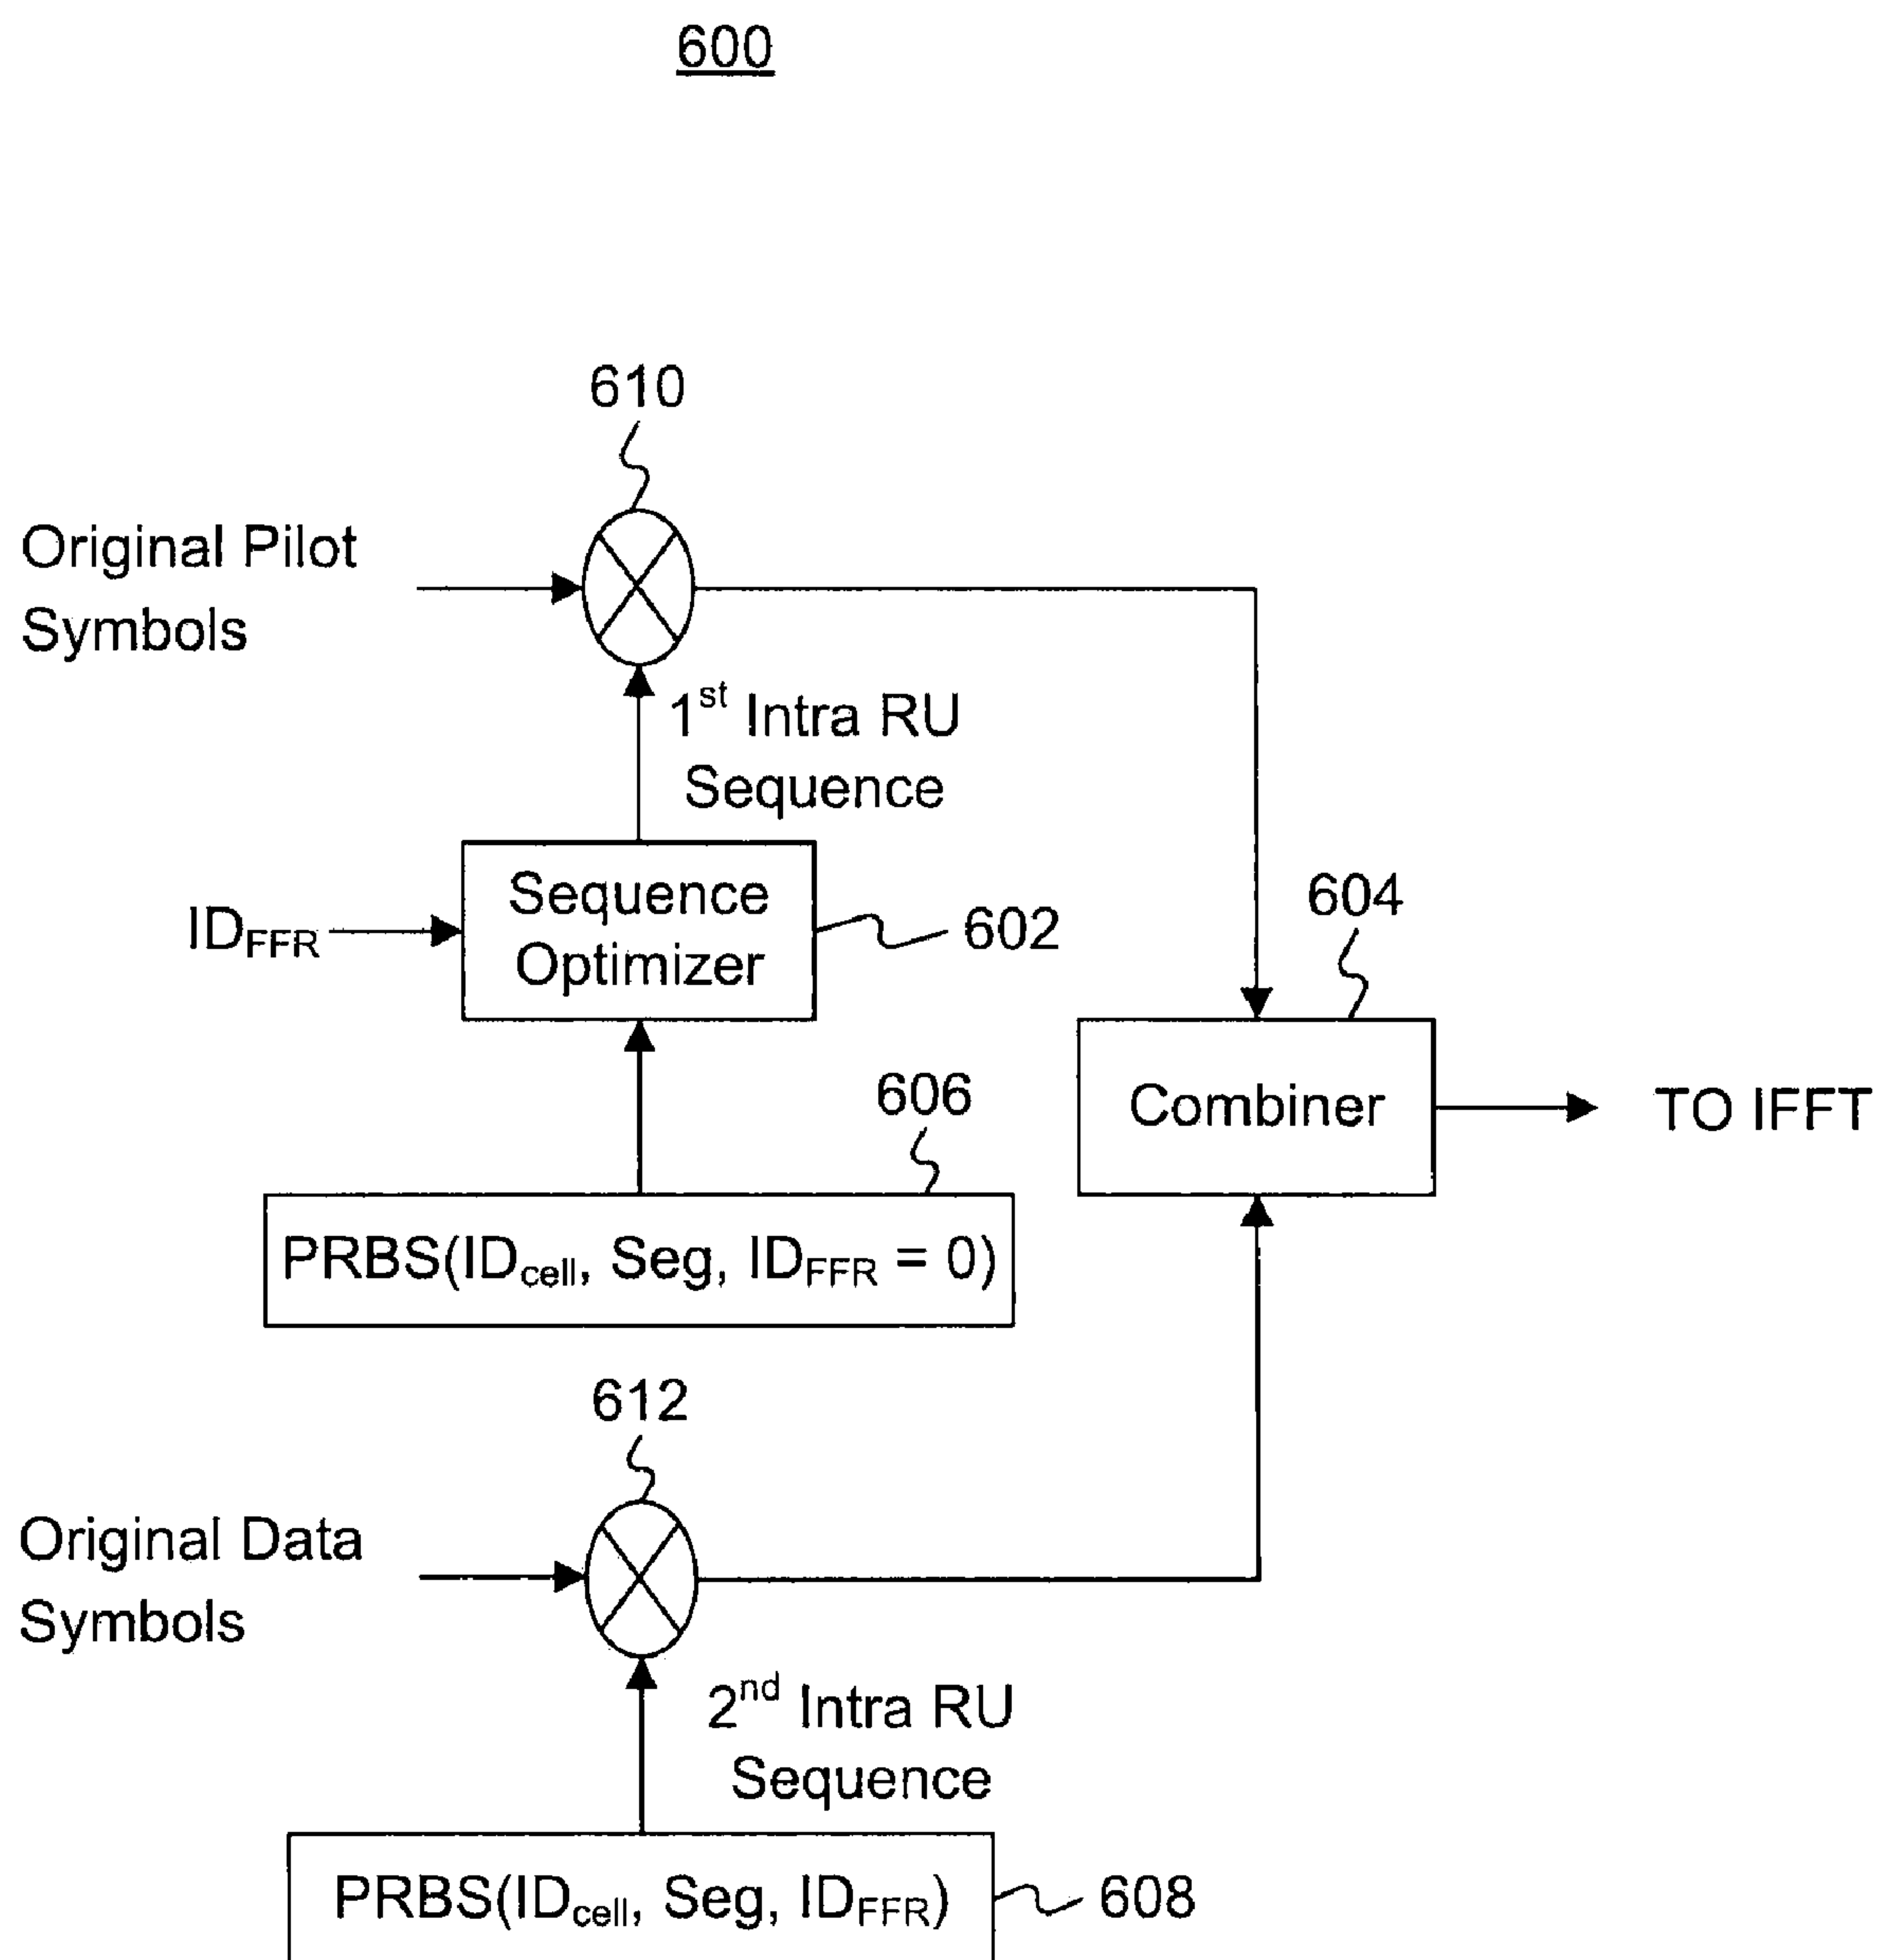 600
610
Original Pilot
Symbols
1st Intra RU
Sequence
Sequence
Optimizer
IDFFR
602
604
Combiner
TO IFFT
606
PRBS(IDcell, Seg, IDFFR = 0)
612
Original Data
Symbols
2nd Intra RU
Sequence
PRBS(IDcell, Seg, IDFFR)
608